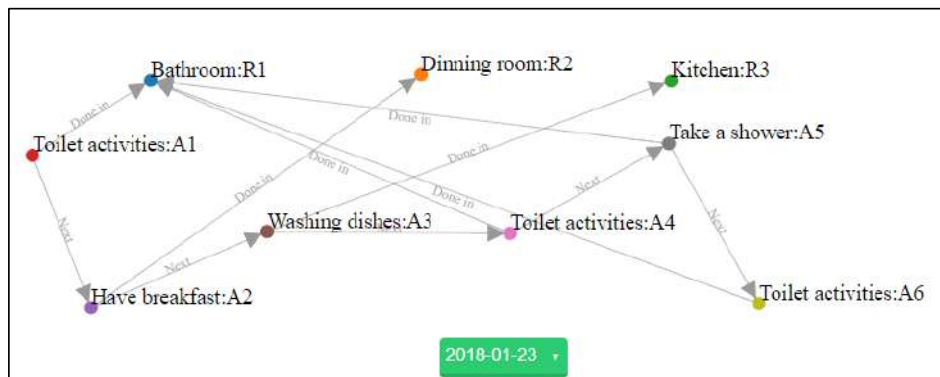 Bathroom:R1
Dinning room:R2
Kitchen:R3
Done in
Done in
Toilet activities:A1
Take a shower:A5
Done in
Done in
Done in
Next
Done in
Next
Washing dishes:A3
Next
Toilet activities:A4
Next
Next
Have breakfast:A2
Toilet activities:A6
2018-01-23